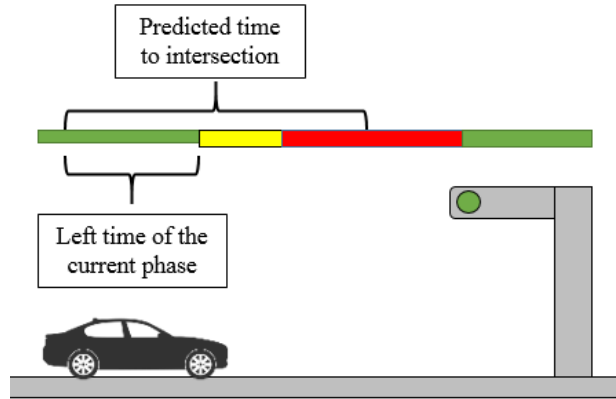 Predicted time
to intersection
Left time of the
current phase